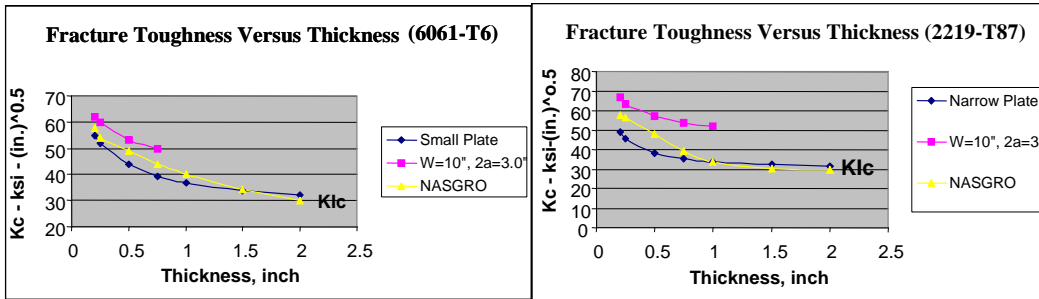 Fracture Toughness Versus Thickness (6061-T6)
Kc - ksi - (in.)^0.5
70
60
50
40
30
20
0
0.5
1
1.5
2
2.5
Thickness, inch
KIc
Small Plate
W=10", 2a=3.0"
NASGRO
Fracture Toughness Versus Thickness (2219-T87)
Kc - ksi-(in.)^o.5
80
70
60
50
40
30
20
10
0
0
0.5
1
1.5
2
2.5
Thickness, inch
KIc
Narrow Plate
W=10", 2a=3
NASGRO